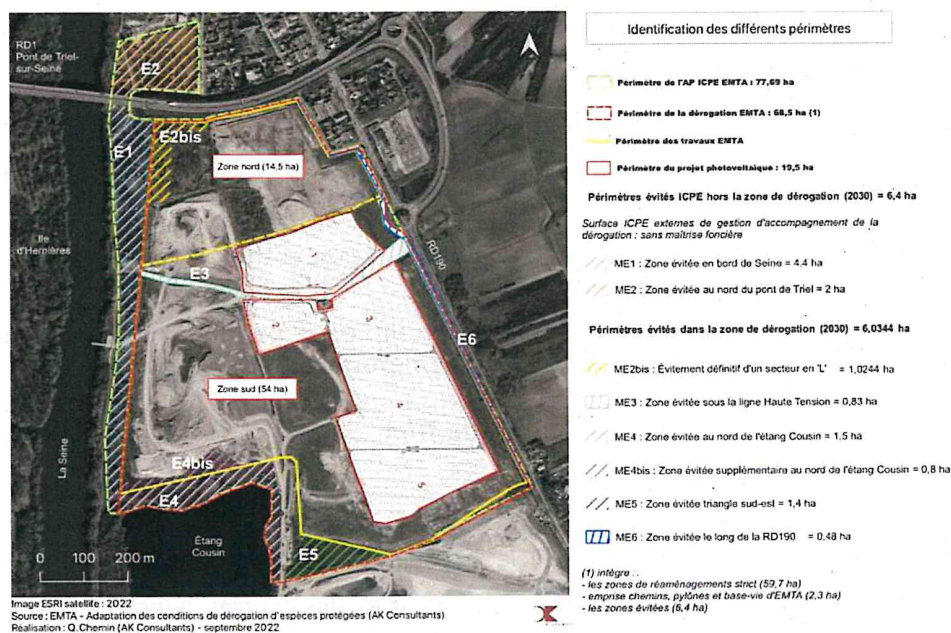 RD1
Pont de Triel-
sur-Seine
E2
E1
E2bis
Zone nord (14,5 ha)
Ile
d'Hernières
E3
RD190
1
2
3
E6
Zone sud (54 ha)
4
La Seine
E4bis
E4
5
Étang
Cousin
E5
0 100 200 m
Image ESRI satellite : 2022
Source : EMTA - Adaptation des conditions de dérogation d'espèces protégées (AK Consultants)
Réalisation : Q.Chemin (AK Consultants) - septembre 2022
Identification des différents périmètres
Périmètre de l'AP ICPE EMTA : 77,69 ha
Périmètre de la dérogation EMTA : 68,5 ha (1)
Périmètre des travaux EMTA
Périmètre du projet photovoltaïque : 19,5 ha
Périmètres évités ICPE hors la zone de dérogation (2030) = 6,4 ha
Surface ICPE externes de gestion d'accompagnement de la
dérogation : sans maîtrise foncière
ME1 : Zone évitée en bord de Seine = 4,4 ha
ME2 : Zone évitée au nord du pont de Triel = 2 ha
Périmètres évités dans la zone de dérogation (2030) = 6,0344 ha
ME2bis : Évitement définitif d'un secteur en 'L' = 1,0244 ha
ME3 : Zone évitée sous la ligne Haute Tension = 0,83 ha
ME4 : Zone évitée au nord de l'étang Cousin = 1,5 ha
ME4bis : Zone évitée supplémentaire au nord de l'étang Cousin = 0,8 ha
ME5 : Zone évitée triangle sud-est = 1,4 ha
ME6 : Zone évitée le long de la RD190 = 0,48 ha
(1) intègre :
- les zones de réaménagements strict (59,7 ha)
- emprise chemins, pylônes et base-vie d'EMTA (2,3 ha)
- les zones évitées (6,4 ha)